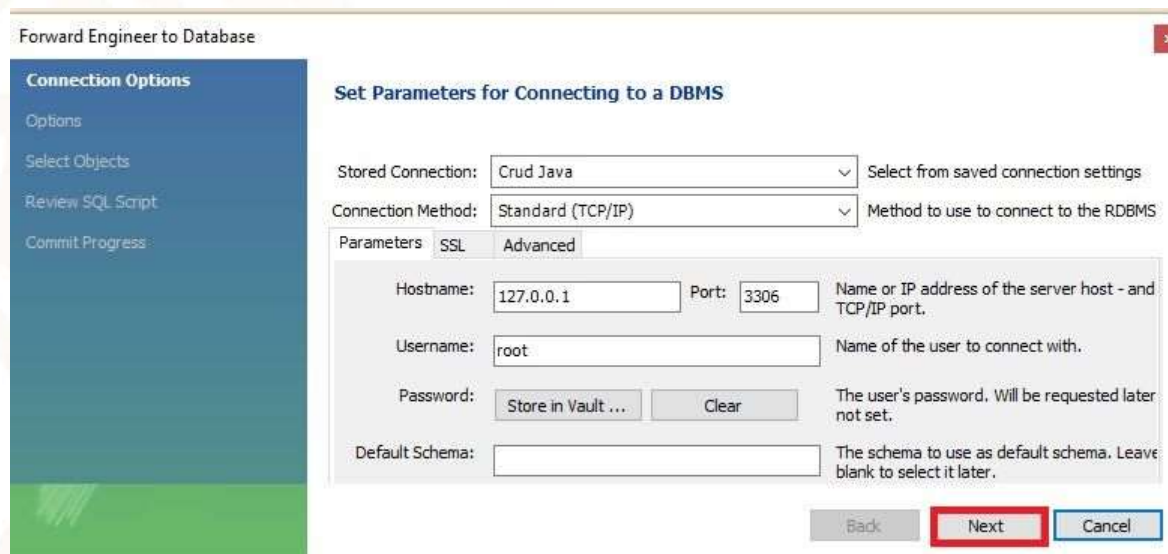 Forward Engineer to Database
Connection Options
Options
Select Objects
Review SQL Script
Commit Progress
Set Parameters for Connecting to a DBMS
Stored Connection: Crud Java Select from saved connection settings
Connection Method: Standard (TCP/IP) Method to use to connect to the RDBMS
Parameters SSL Advanced
Hostname: 127.0.0.1 Port: 3306 Name or IP address of the server host - and
TCP/IP port.
Username: root Name of the user to connect with.
Password: Store in Vault ... Clear The user's password. Will be requested later
not set.
Default Schema: The schema to use as default schema. Leave
blank to select it later.
Back Next Cancel